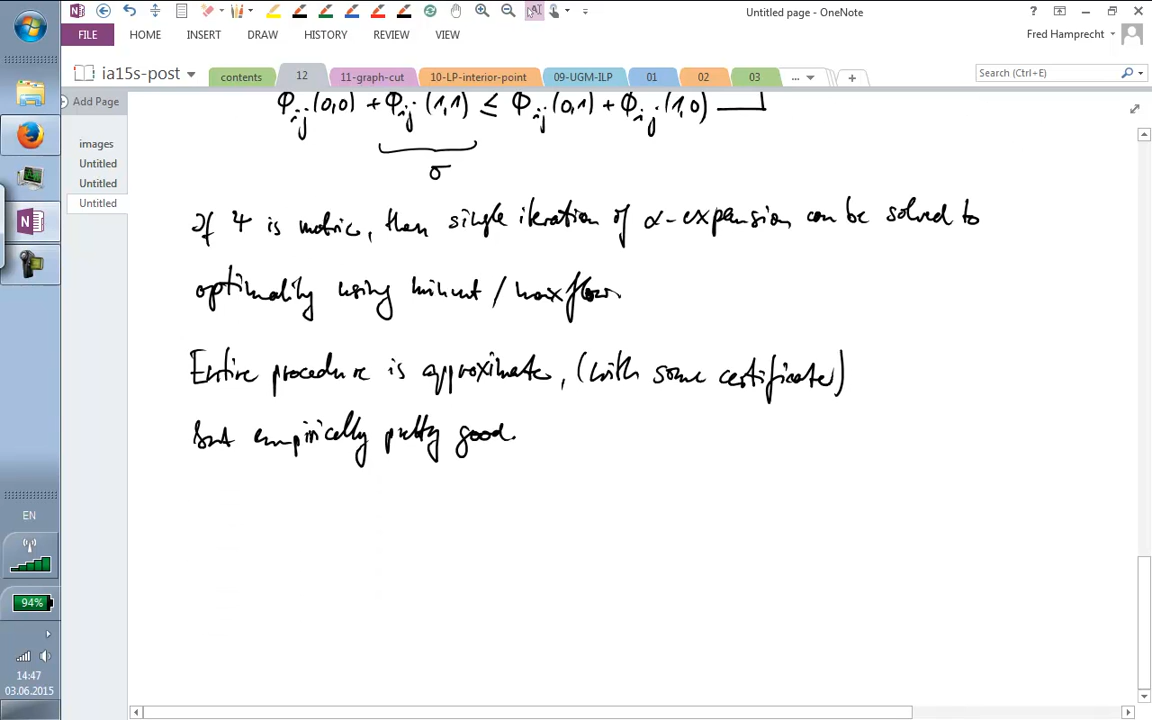 Untitled page - OneNote
Fred Hamprecht
FILE HOME INSERT DRAW HISTORY REVIEW VIEW
ia15s-post contents 12 11-graph-cut 10-LP-interior-point 09-UGM-ILP 01 02 03 ... Search (Ctrl+E)
Add Page
images
Untitled
Untitled
Untitled
Φij(0,0) + Φij(1,1) ≤ Φij(0,1) + Φij(1,0)
0
If Ψ is metric, then single iteration of α-expansion can be solved to
optimality using mincut / maxflow
Entire procedure is approximate, (with some certificate)
but empirically pretty good.
EN
94%
14:47
03.06.2015